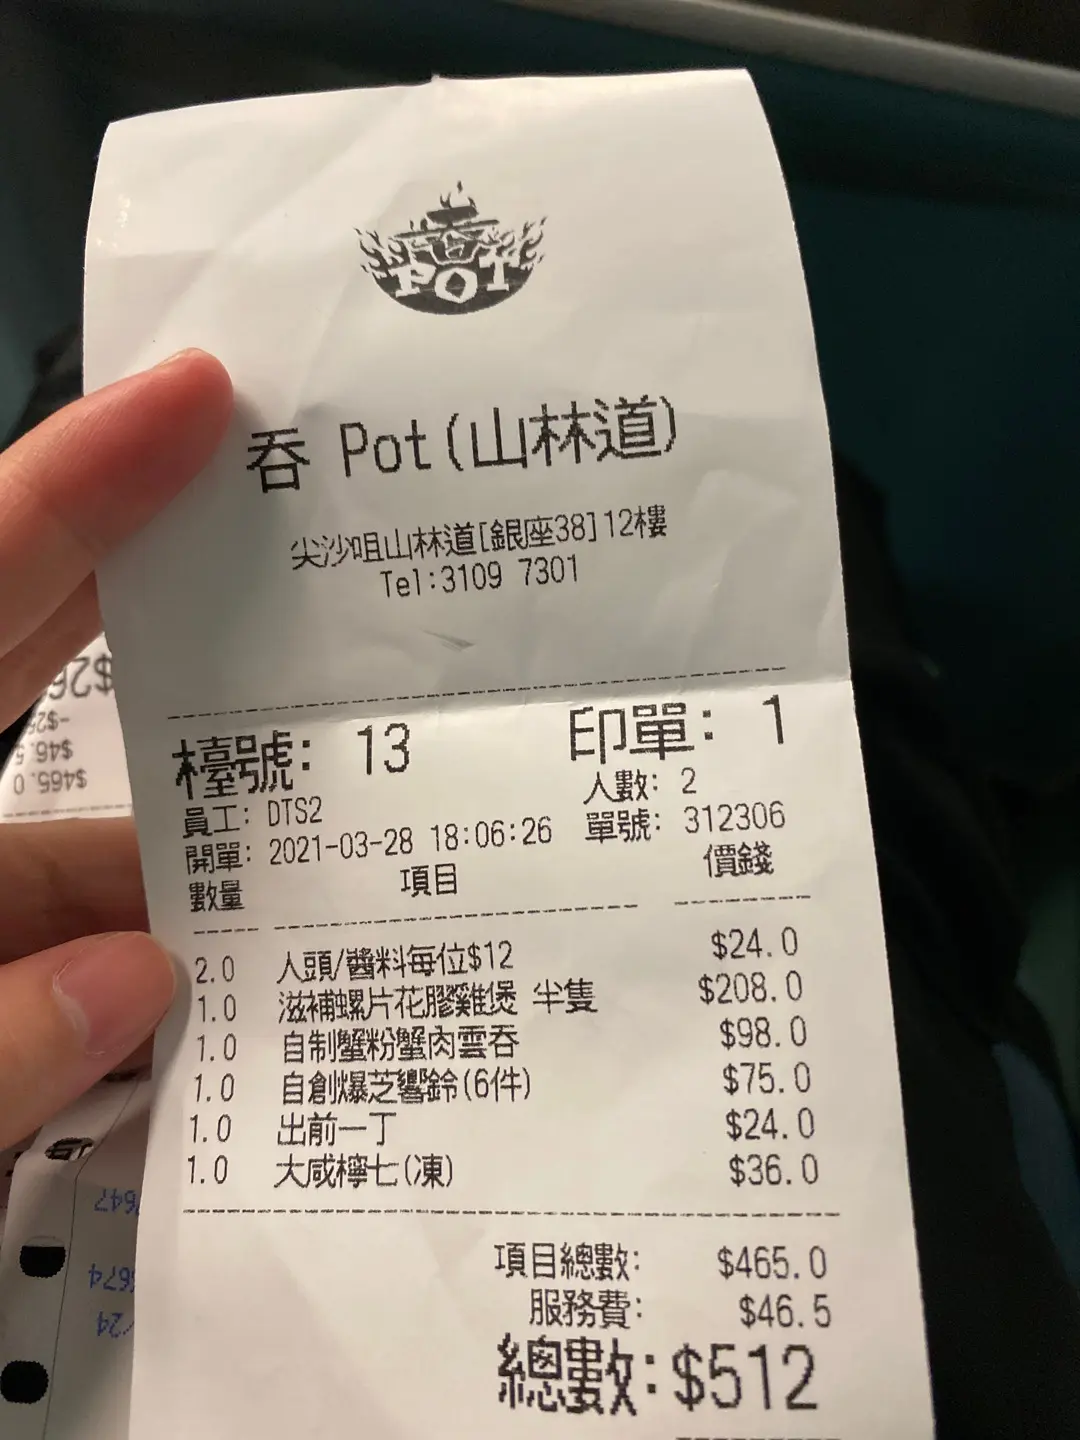 吞
POT
吞 Pot(山林道)
尖沙咀山林道[銀座38]12樓
Tel:3109 7301
檯號: 13 印單: 1
員工: DTS2 人數: 2
開單: 2021-03-28 18:06:26 單號: 312306
數量 項目 價錢
2.0 人頭/醬料每位$12 $24.0
1.0 滋補螺片花膠雞煲 半隻 $208.0
1.0 自制蟹粉蟹肉雲吞 $98.0
1.0 自創爆芝響鈴(6件) $75.0
1.0 出前一丁 $24.0
1.0 大咸檸七(凍) $36.0
項目總數: $465.0
服務費: $46.5
總數: $512
$26
-$2
$46.5
$465.0